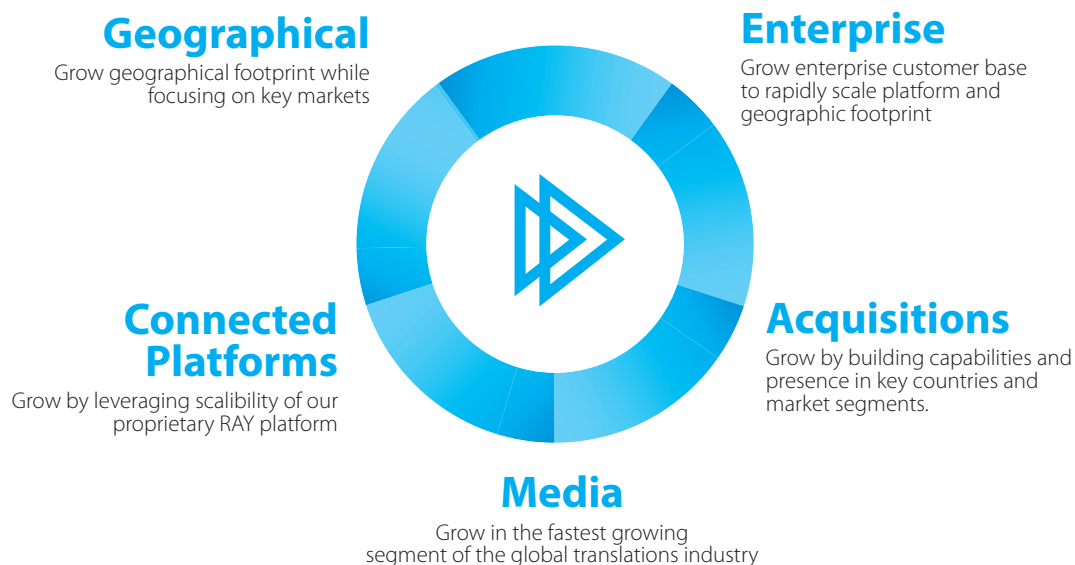 Geographical
Grow geographical footprint while
focusing on key markets
Enterprise
Grow enterprise customer base
to rapidly scale platform and
geographic footprint
Connected
Platforms
Grow by leveraging scalibility of our
proprietary RAY platform
Acquisitions
Grow by building capabilities and
presence in key countries and
market segments.
Media
Grow in the fastest growing
segment of the global translations industry